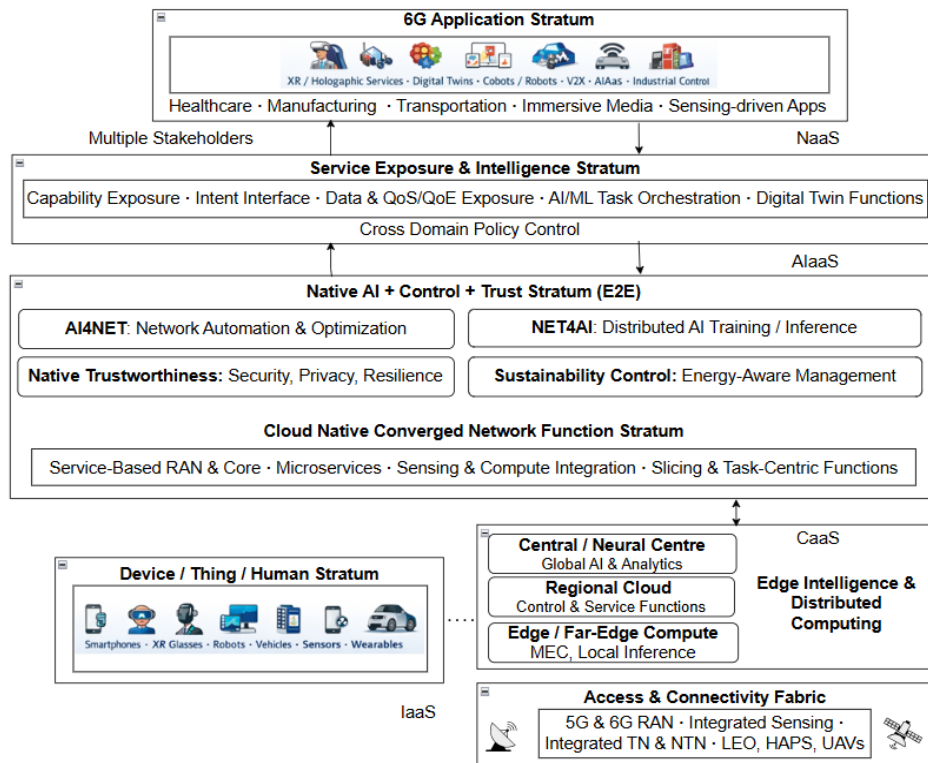 6G Application Stratum
XR / Holographic Services · Digital Twins · Cobots / Robots · V2X · AIAas · Industrial Control
Healthcare · Manufacturing · Transportation · Immersive Media · Sensing-driven Apps
Multiple Stakeholders
NaaS
Service Exposure & Intelligence Stratum
Capability Exposure · Intent Interface · Data & QoS/QoE Exposure · AI/ML Task Orchestration · Digital Twin Functions
Cross Domain Policy Control
AIaaS
Native AI + Control + Trust Stratum (E2E)
AI4NET: Network Automation & Optimization
NET4AI: Distributed AI Training / Inference
Native Trustworthiness: Security, Privacy, Resilience
Sustainability Control: Energy-Aware Management
Cloud Native Converged Network Function Stratum
Service-Based RAN & Core · Microservices · Sensing & Compute Integration · Slicing & Task-Centric Functions
Device / Thing / Human Stratum
Smartphones · XR Glasses · Robots · Vehicles · Sensors · Wearables
IaaS
CaaS
Central / Neural Centre
Global AI & Analytics
Regional Cloud
Control & Service Functions
Edge / Far-Edge Compute
MEC, Local Inference
Edge Intelligence &
Distributed
Computing
Access & Connectivity Fabric
5G & 6G RAN · Integrated Sensing ·
Integrated TN & NTN · LEO, HAPS, UAVs